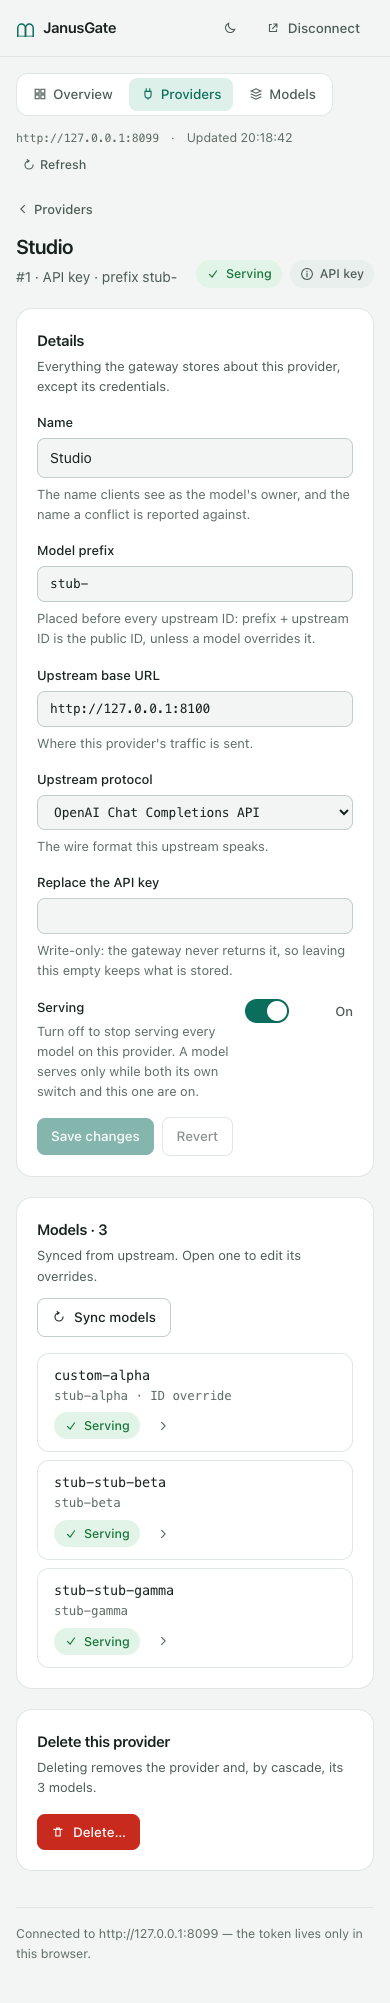 JanusGate
Disconnect
Overview
Providers
Models
http://127.0.0.1:8099 · Updated 20:18:42
Refresh
Providers
Studio
#1 · API key · prefix stub-
Serving
API key
Details
Everything the gateway stores about this provider,
except its credentials.
Name
Studio
The name clients see as the model's owner, and the
name a conflict is reported against.
Model prefix
stub-
Placed before every upstream ID: prefix + upstream
ID is the public ID, unless a model overrides it.
Upstream base URL
http://127.0.0.1:8100
Where this provider's traffic is sent.
Upstream protocol
OpenAI Chat Completions API
The wire format this upstream speaks.
Replace the API key
Write-only: the gateway never returns it, so leaving
this empty keeps what is stored.
Serving
On
Turn off to stop serving every
model on this provider. A model
serves only while both its own
switch and this one are on.
Save changes
Revert
Models · 3
Synced from upstream. Open one to edit its
overrides.
Sync models
custom-alpha
stub-alpha · ID override
Serving
stub-stub-beta
stub-beta
Serving
stub-stub-gamma
stub-gamma
Serving
Delete this provider
Deleting removes the provider and, by cascade, its
3 models.
Delete...
Connected to http://127.0.0.1:8099 — the token lives only in
this browser.